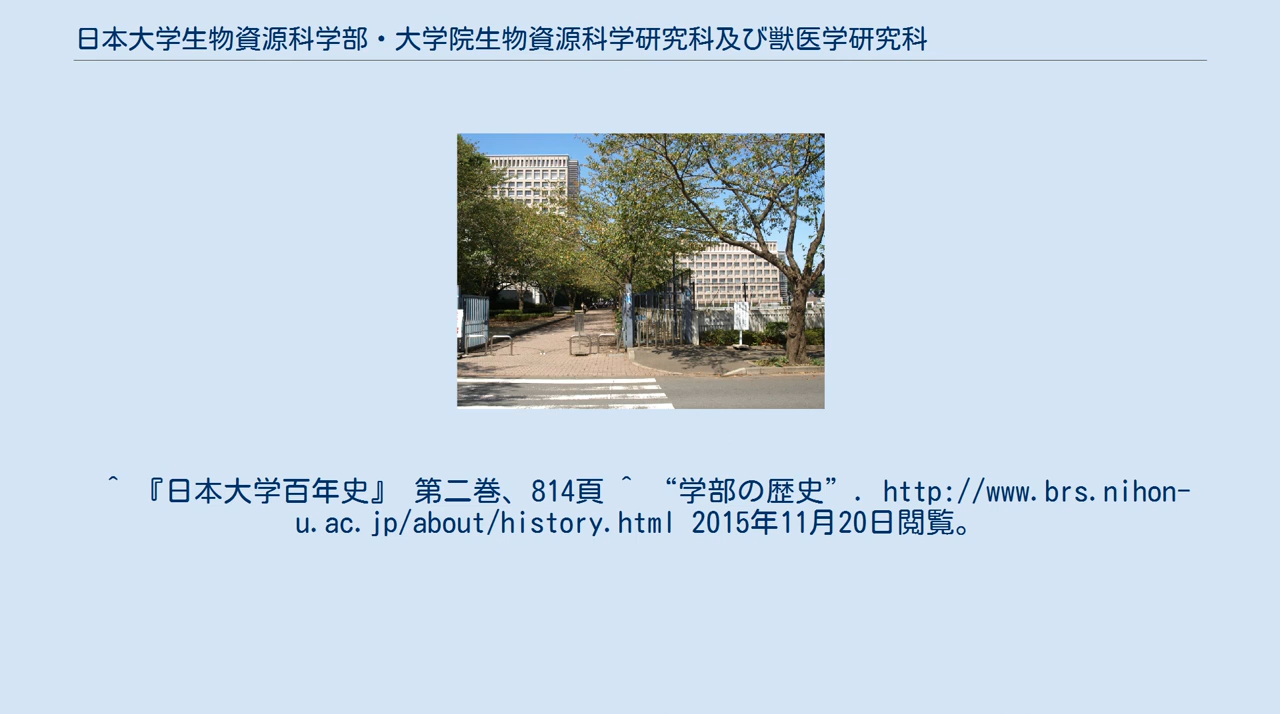 日本大学生物資源科学部・大学院生物資源科学研究科及び獣医学研究科
^ 『日本大学百年史』 第二巻、814頁 ^ “学部の歴史”. http://www.brs.nihon-
u.ac.jp/about/history.html 2015年11月20日閲覧。